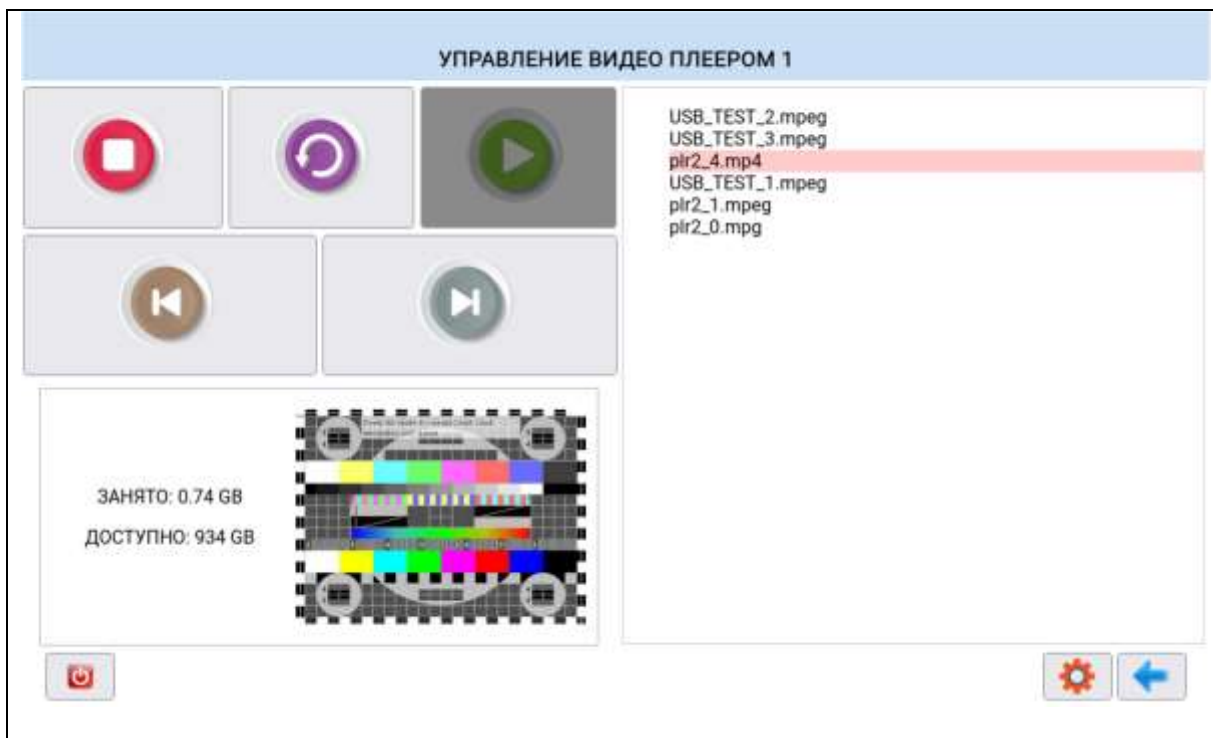 УПРАВЛЕНИЕ ВИДЕО ПЛЕЕРОМ 1
USB_TEST_2.mpeg
USB_TEST_3.mpeg
plr2_4.mp4
USB_TEST_1.mpeg
plr2_1.mpeg
plr2_0.mpg
ЗАНЯТО: 0.74 GB
ДОСТУПНО: 934 GB